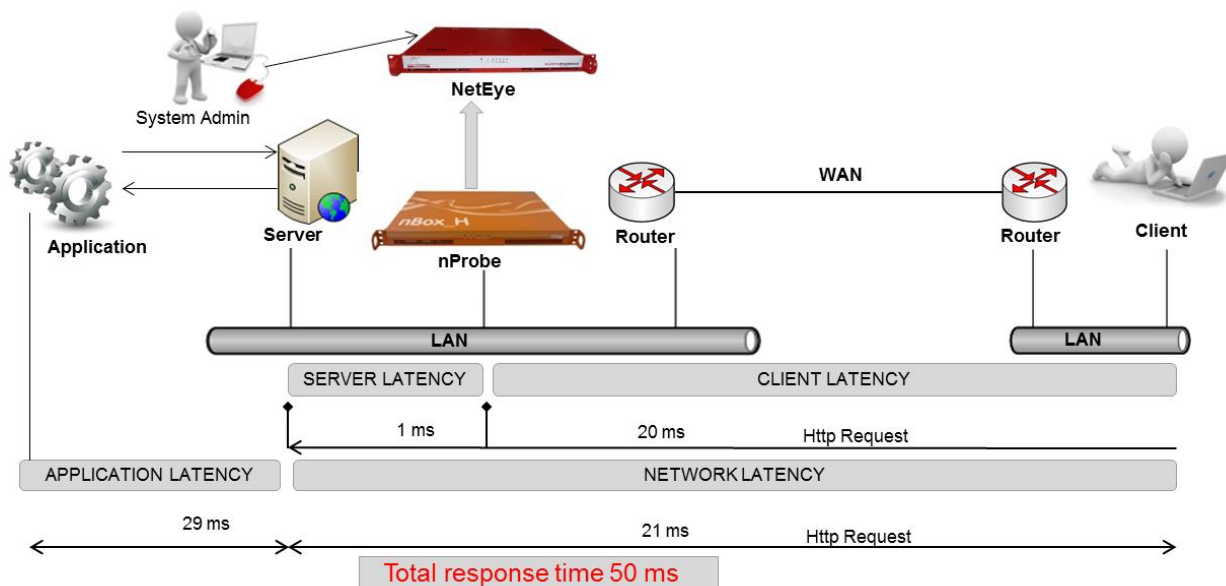 System Admin
NetEye
Application
Server
nBox_H
nProbe
Router
WAN
Router
Client
LAN
LAN
SERVER LATENCY
CLIENT LATENCY
1 ms
20 ms
Http Request
APPLICATION LATENCY
NETWORK LATENCY
29 ms
21 ms
Http Request
Total response time 50 ms